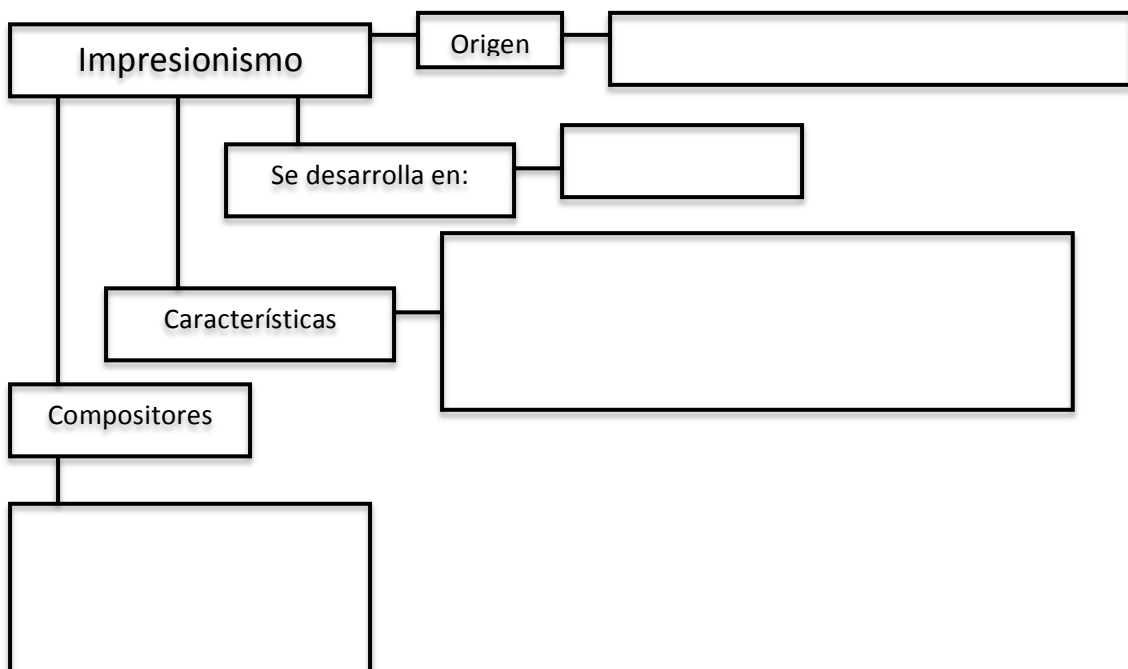 Impresionismo
Origen
Se desarrolla en:
Características
Compositores